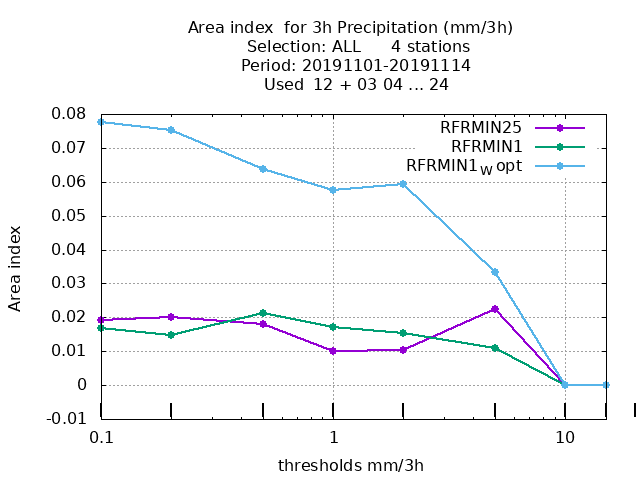 Area index  for 3h Precipitation (mm/3h)
Selection: ALL      4 stations
Period: 20191101-20191114
Used  12 + 03 04 ... 24
0.08
0.07
0.06
0.05
0.04
0.03
0.02
0.01
0
-0.01
0.1
1
10
Area index
thresholds mm/3h
RFRMIN25
RFRMIN1
RFRMIN1W opt